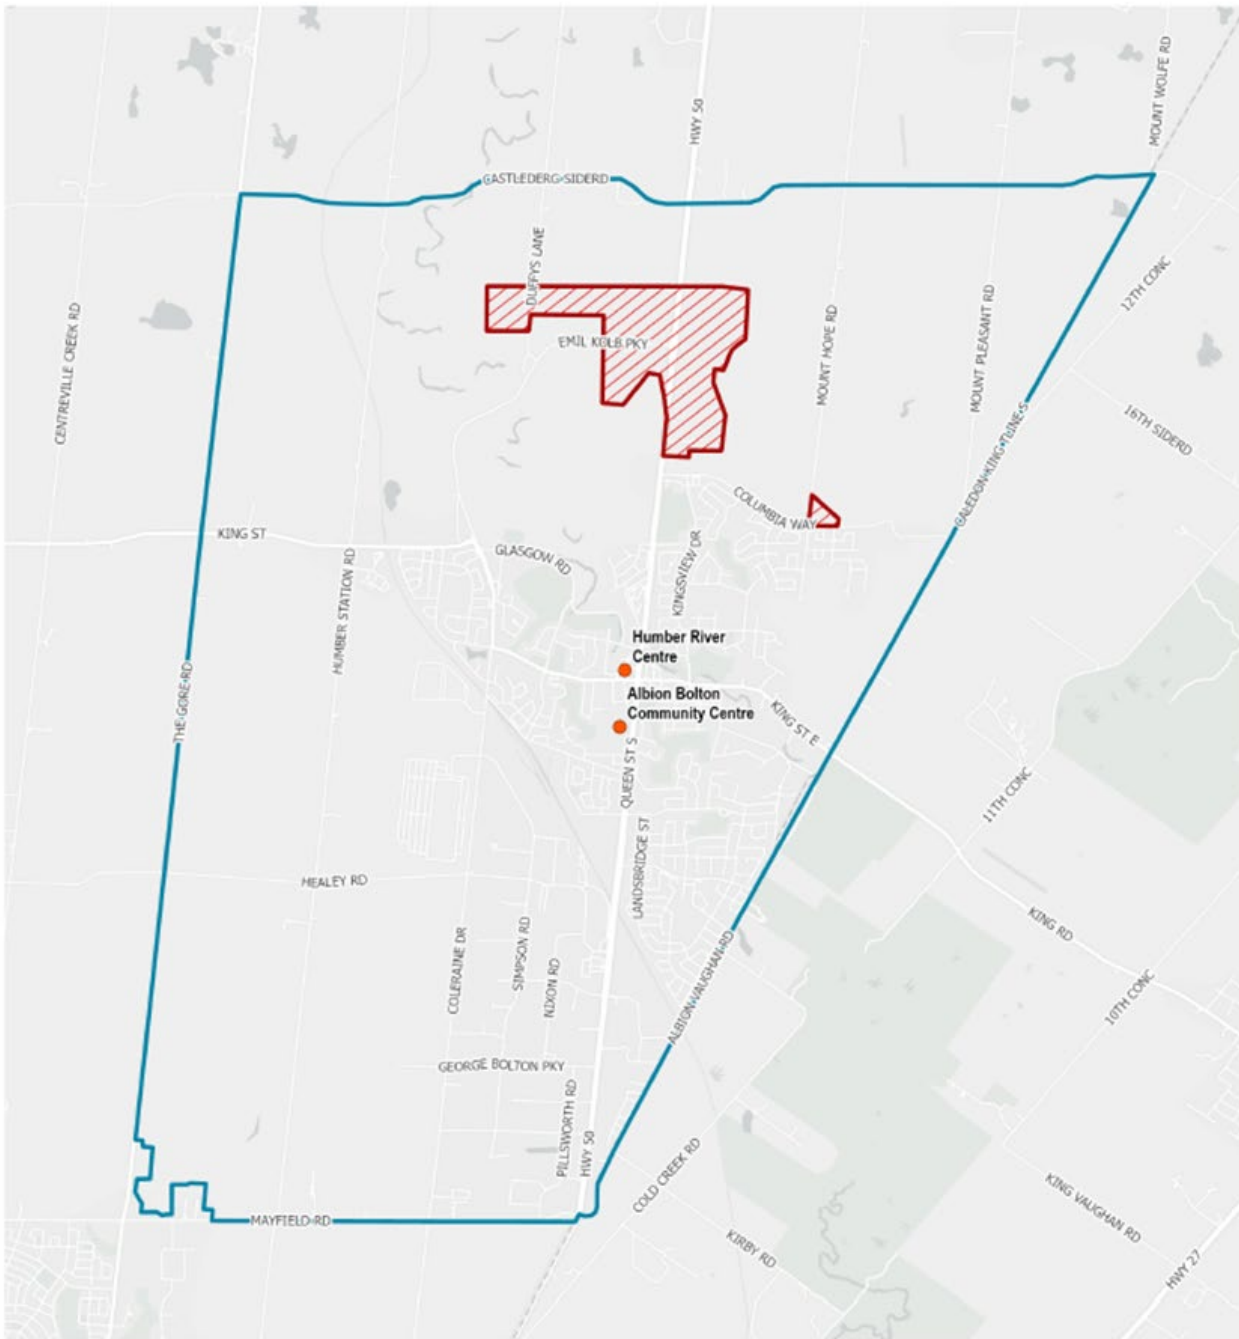 MOUNT WOLFE RD
HWY 50
CASTLEDERG SIDERD
DUFFYS LANE
12TH CONC
CENTREVILLE CREEK RD
MOUNT HOPE RD
MOUNT PLEASANT RD
EMIL KOLB PKY
16TH SIDERD
CALEDON KING TLINE S
COLUMBIA WAY
KING ST
GLASGOW RD
KINGSVIEW DR
HUMBER STATION RD
Humber River
Centre
THE GORE RD
Albion Bolton
Community Centre
KING ST E
QUEEN ST S
11TH CONC
LANDSBRIDGE ST
HEALEY RD
KING RD
COLERAINE DR
SIMPSON RD
NIXON RD
ALBION VAUGHAN RD
10TH CONC
GEORGE BOLTON PKY
PILLSWORTH RD
HWY 50
COLD CREEK RD
KING VAUGHAN RD
MAYFIELD RD
KIRBY RD
HWY 27